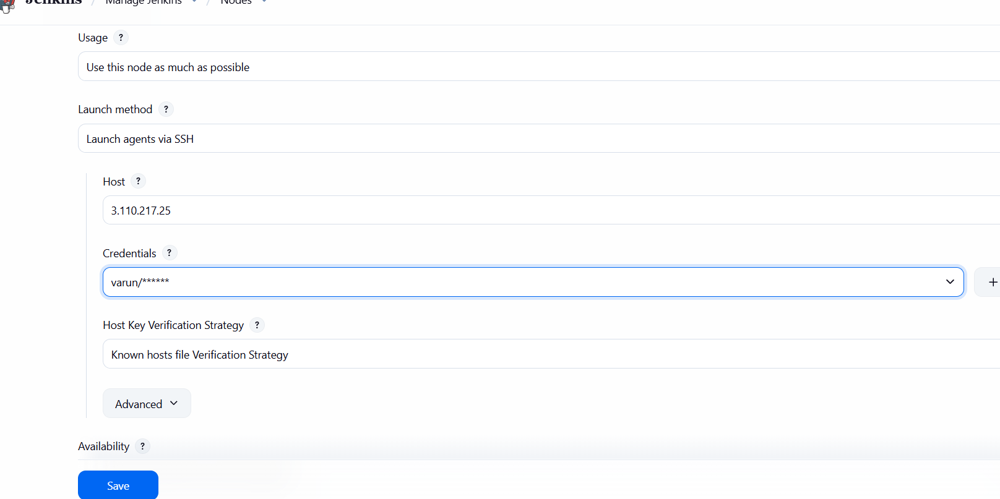 Jenkins / Manage Jenkins / Nodes
Usage ?
Use this node as much as possible
Launch method ?
Launch agents via SSH
Host ?
3.110.217.25
Credentials ?
varun/******
+
Host Key Verification Strategy ?
Known hosts file Verification Strategy
Advanced
Availability ?
Save